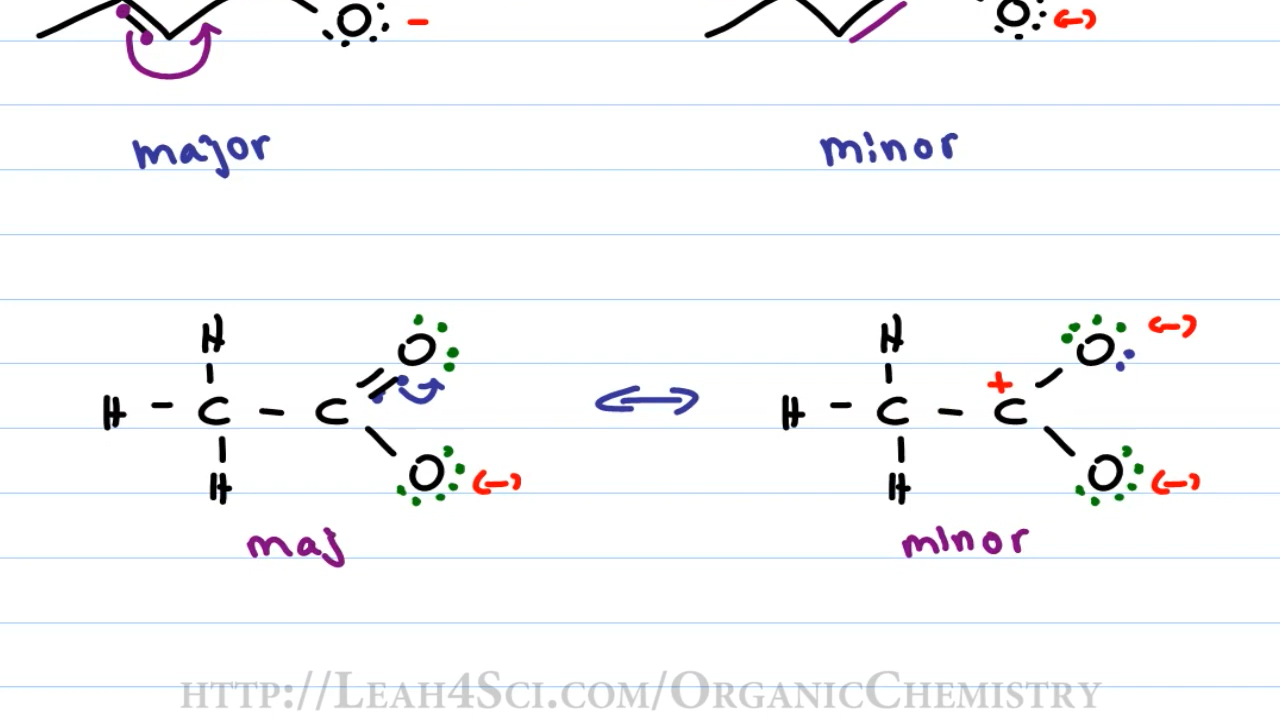 O −
O (-)
major
minor
H O H O (-)
H - C - C H - C - + C
H O (-) H O (-)
maj
minor
HTTP://LEAH4SCI.COM/ORGANICCHEMISTRY